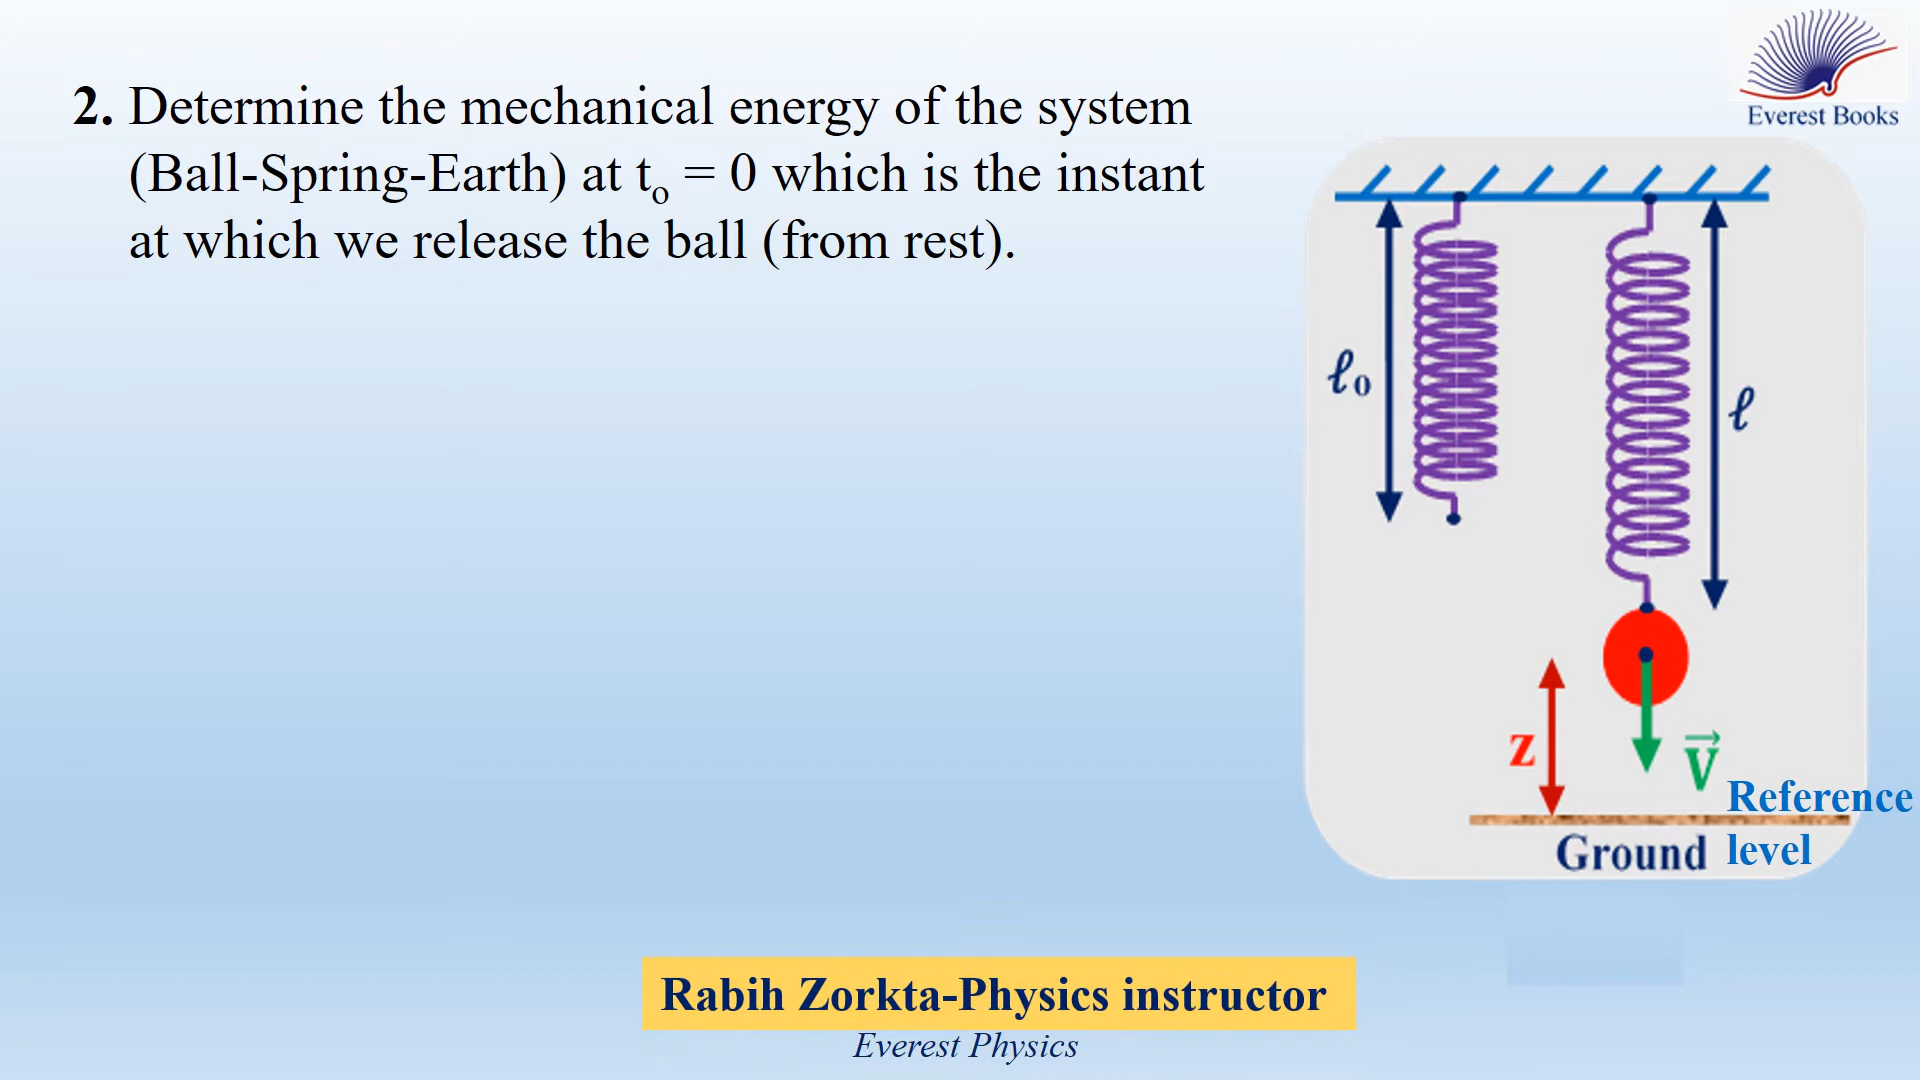 2. Determine the mechanical energy of the system
(Ball-Spring-Earth) at tₒ = 0 which is the instant
at which we release the ball (from rest).
Everest Books
ℓ₀
ℓ
z
V⃗
Reference
level
Ground
Rabih Zorkta-Physics instructor
Everest Physics